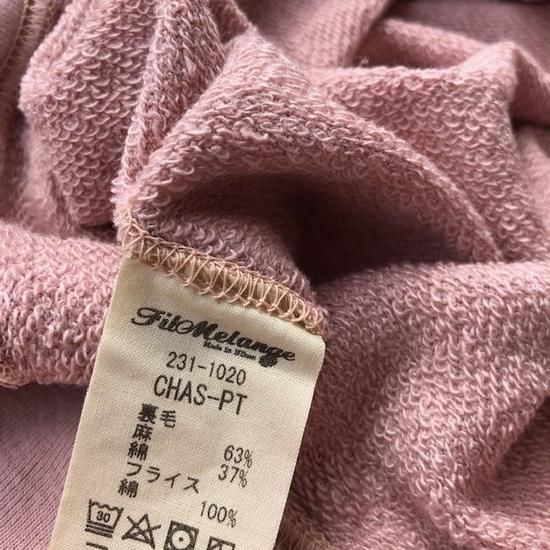 FilMelange
231-1020
CHAS-PT
裏毛
麻 63%
綿 37%
フライス
綿 100%
30